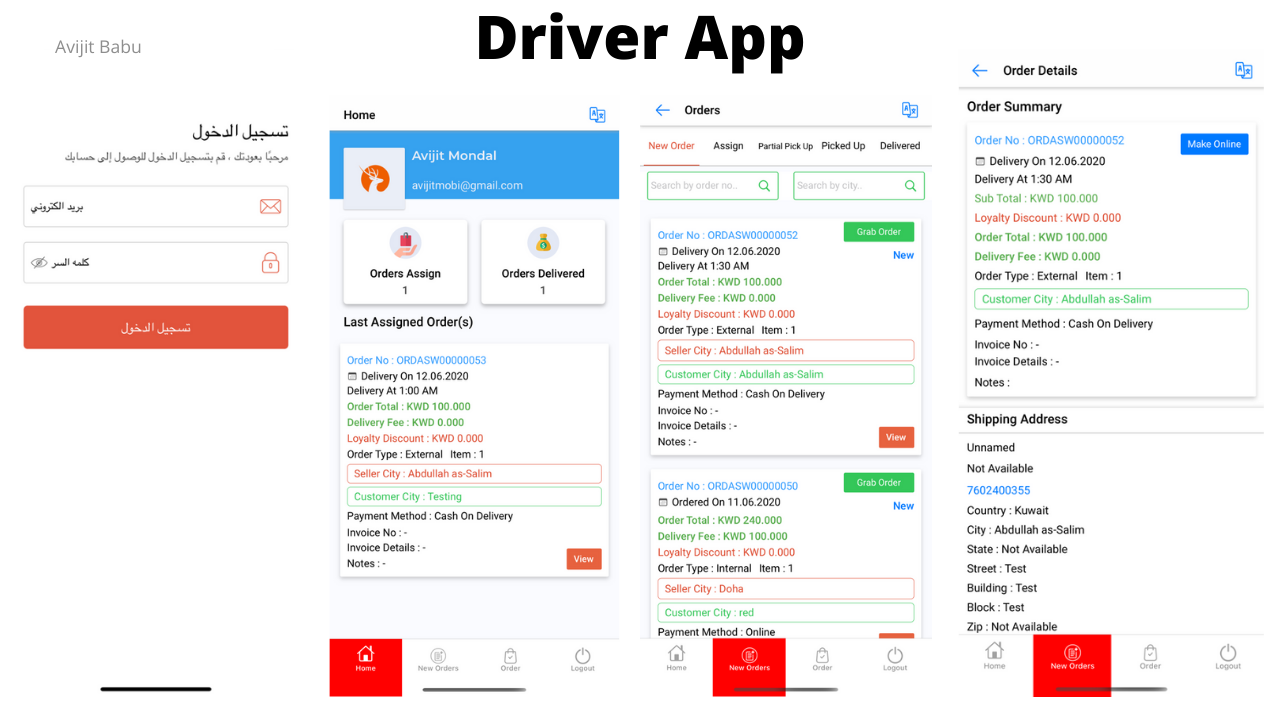 Driver App
Avijit Babu
تسجيل الدخول
مرحبًا بعودتك ، قم بتسجيل الدخول للوصول إلى حسابك
بريد الكتروني
كلمه السر
تسجيل الدخول
Home
Avijit Mondal
avijitmobi@gmail.com
Orders Assign
1
Orders Delivered
1
Last Assigned Order(s)
Order No : ORDASW00000053
Delivery On 12.06.2020
Delivery At 1:00 AM
Order Total : KWD 100.000
Delivery Fee : KWD 0.000
Loyalty Discount : KWD 0.000
Order Type : External Item : 1
Seller City : Abdullah as-Salim
Customer City : Testing
Payment Method : Cash On Delivery
Invoice No : -
Invoice Details : -
Notes : -
View
Home
New Orders
Order
Logout
Orders
New Order Assign Partial Pick Up Picked Up Delivered
Search by order no..
Search by city..
Order No : ORDASW00000052
Grab Order
Delivery On 12.06.2020
New
Delivery At 1:30 AM
Order Total : KWD 100.000
Delivery Fee : KWD 0.000
Loyalty Discount : KWD 0.000
Order Type : External Item : 1
Seller City : Abdullah as-Salim
Customer City : Abdullah as-Salim
Payment Method : Cash On Delivery
Invoice No : -
Invoice Details : -
Notes : -
View
Order No : ORDASW00000050
Grab Order
Ordered On 11.06.2020
New
Order Total : KWD 240.000
Delivery Fee : KWD 100.000
Loyalty Discount : KWD 0.000
Order Type : Internal Item : 1
Seller City : Doha
Customer City : red
Payment Method : Online
Home
New Orders
Order
Logout
Order Details
Order Summary
Order No : ORDASW00000052
Make Online
Delivery On 12.06.2020
Delivery At 1:30 AM
Sub Total : KWD 100.000
Loyalty Discount : KWD 0.000
Order Total : KWD 100.000
Delivery Fee : KWD 0.000
Order Type : External Item : 1
Customer City : Abdullah as-Salim
Payment Method : Cash On Delivery
Invoice No : -
Invoice Details : -
Notes :
Shipping Address
Unnamed
Not Available
7602400355
Country : Kuwait
City : Abdullah as-Salim
State : Not Available
Street : Test
Building : Test
Block : Test
Zip : Not Available
Home
New Orders
Order
Logout